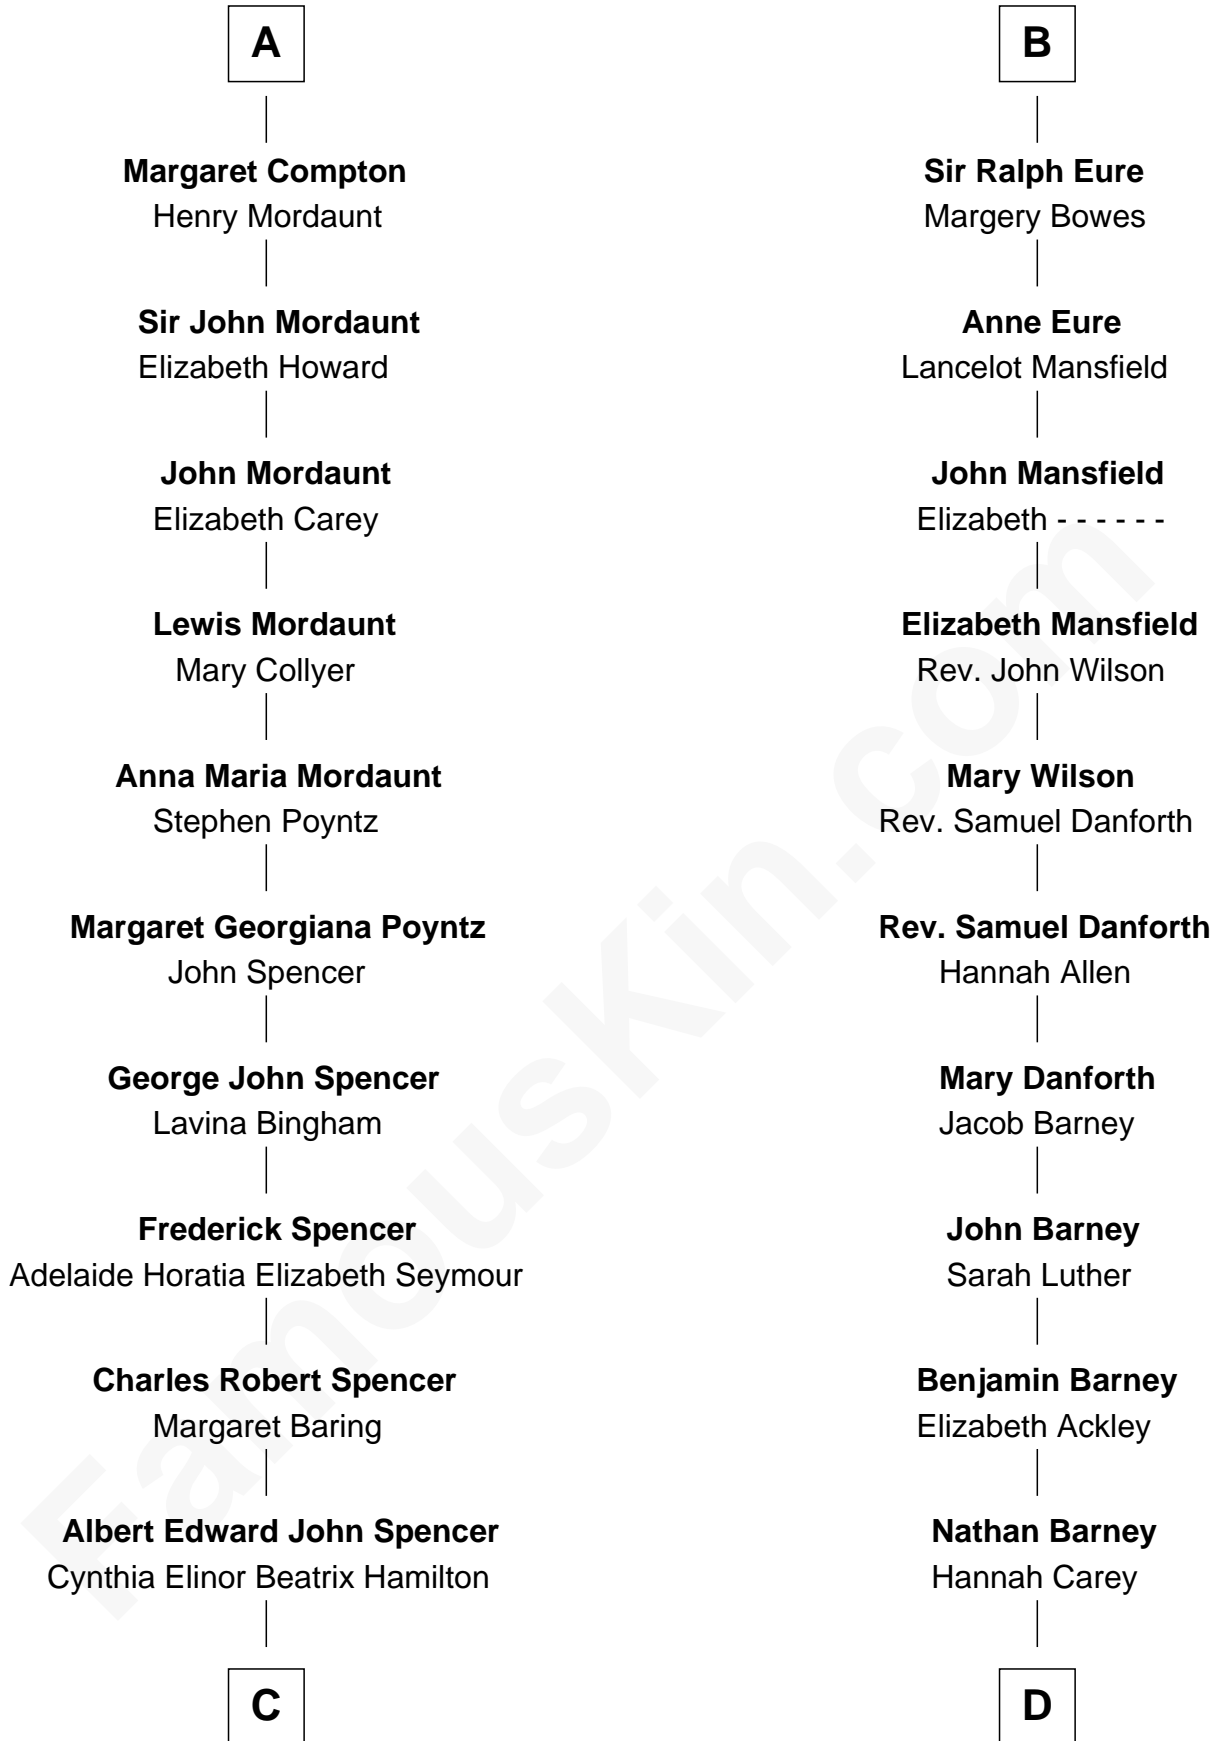 A
Margaret Compton
Henry Mordaunt
Sir John Mordaunt
Elizabeth Howard
John Mordaunt
Elizabeth Carey
Lewis Mordaunt
Mary Collyer
Anna Maria Mordaunt
Stephen Poyntz
Margaret Georgiana Poyntz
John Spencer
George John Spencer
Lavina Bingham
Frederick Spencer
Adelaide Horatia Elizabeth Seymour
Charles Robert Spencer
Margaret Baring
Albert Edward John Spencer
Cynthia Elinor Beatrix Hamilton
C
B
Sir Ralph Eure
Margery Bowes
Anne Eure
Lancelot Mansfield
John Mansfield
Elizabeth - - - - - -
Elizabeth Mansfield
Rev. John Wilson
Mary Wilson
Rev. Samuel Danforth
Rev. Samuel Danforth
Hannah Allen
Mary Danforth
Jacob Barney
John Barney
Sarah Luther
Benjamin Barney
Elizabeth Ackley
Nathan Barney
Hannah Carey
D
FamousKin.com